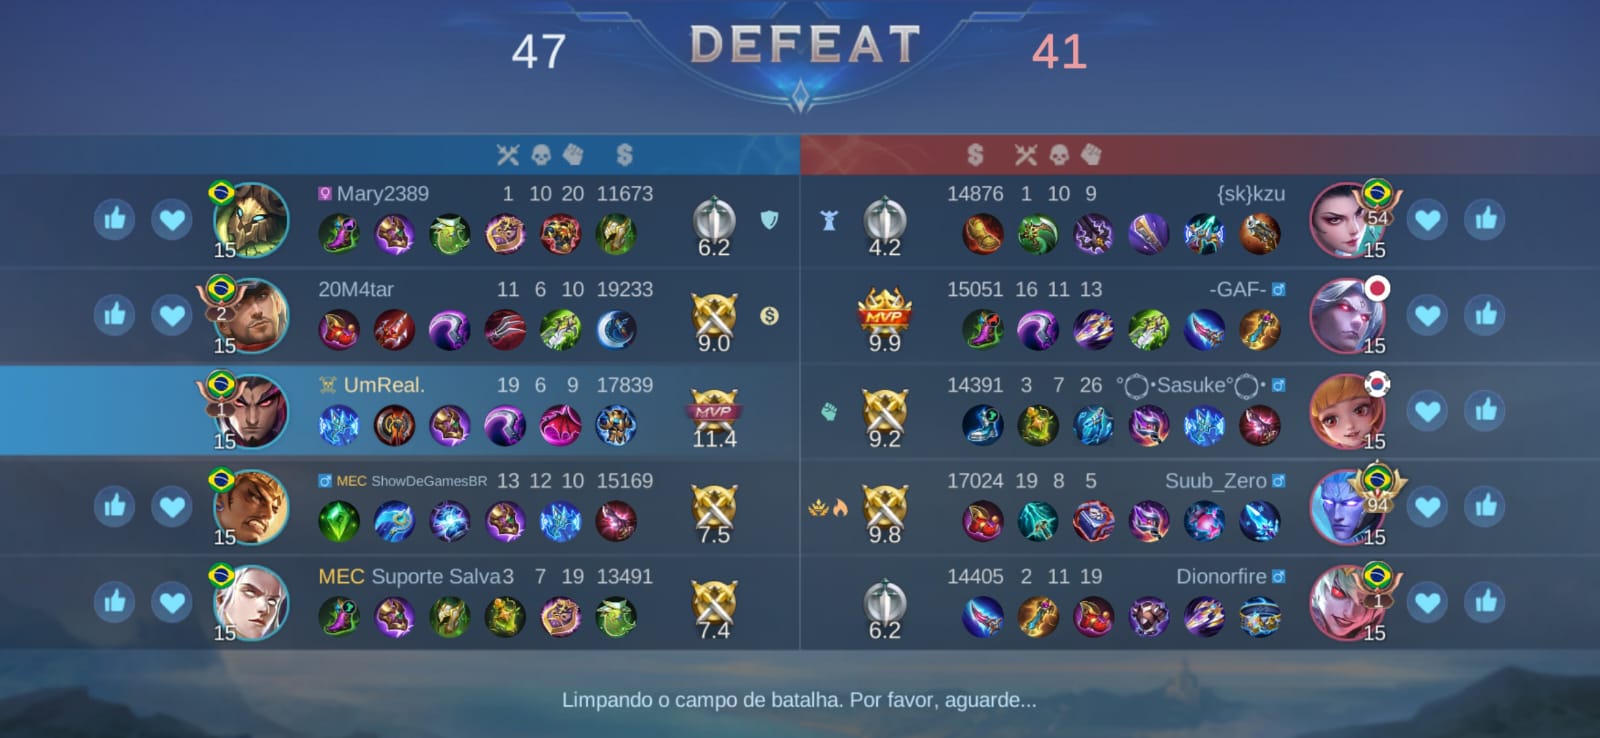 47 DEFEAT 41
Mary2389 1 10 20 11673
15 6.2
14876 1 10 9 {sk}kzu
4.2 54 15
20M4tar 11 6 10 19233
2 15 9.0
15051 16 11 13 -GAF-
MVP 9.9 15
UmReal. 19 6 9 17839
1 15 MVP 11.4
14391 3 7 26 °◯•Sasuke°◯•
9.2 15
MEC ShowDeGamesBR 13 12 10 15169
15 7.5
17024 19 8 5 Suub_Zero
9.8 94 15
MEC Suporte Salva 3 7 19 13491
15 7.4
14405 2 11 19 Dionorfire
6.2 1 15
Limpando o campo de batalha. Por favor, aguarde...